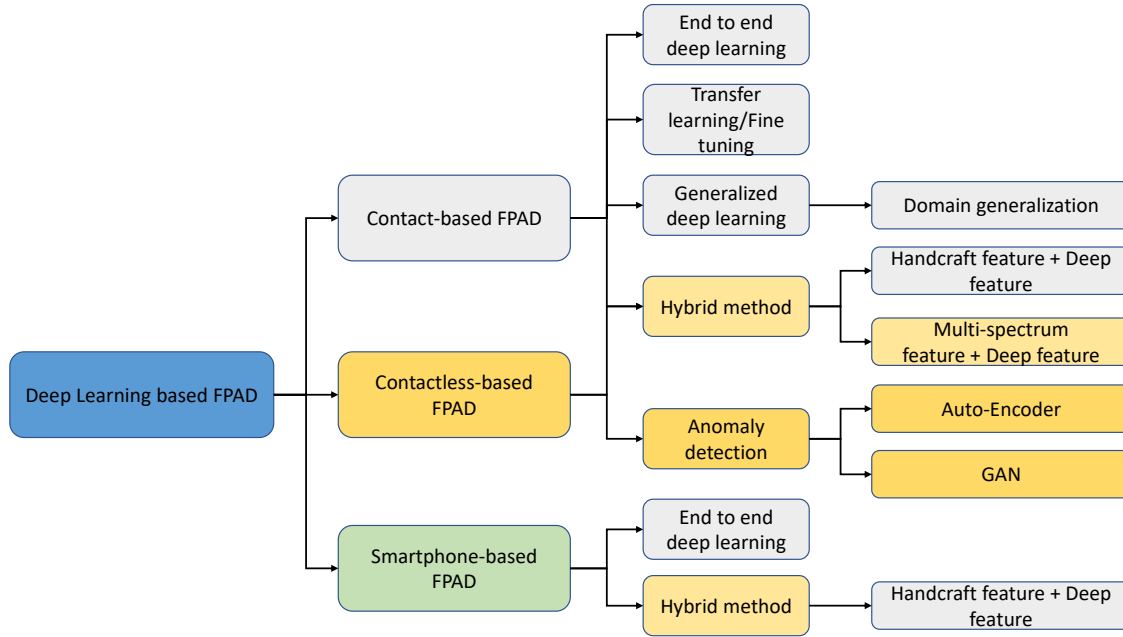 End to end
deep learning
Transfer
learning/Fine
tuning
Contact-based FPAD
Generalized
deep learning
Domain generalization
Handcraft feature + Deep
feature
Hybrid method
Multi-spectrum
feature + Deep feature
Deep Learning based FPAD
Contactless-based
FPAD
Anomaly
detection
Auto-Encoder
GAN
Smartphone-based
FPAD
End to end
deep learning
Hybrid method
Handcraft feature + Deep
feature